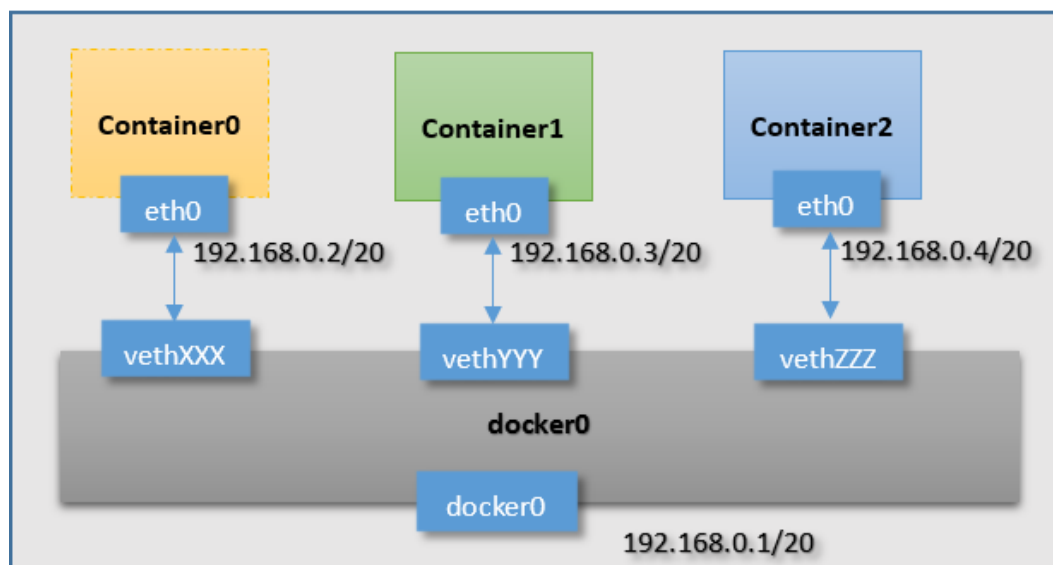 Container0
Container1
Container2
eth0
eth0
eth0
192.168.0.2/20
192.168.0.3/20
192.168.0.4/20
vethXXX
vethYYY
vethZZZ
docker0
docker0
192.168.0.1/20